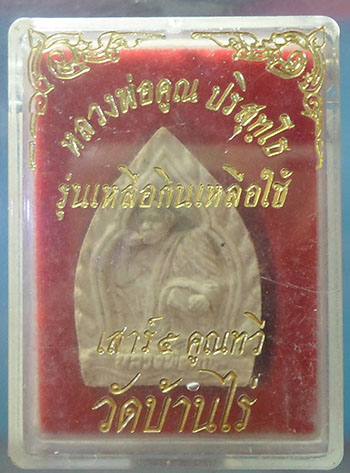 หลวงพ่อคูณ ปริสุทฺโธ
รุ่นเหลือกินเหลือใช้
เสาร์ ๕ คูณทวี
วัดบ้านไร่